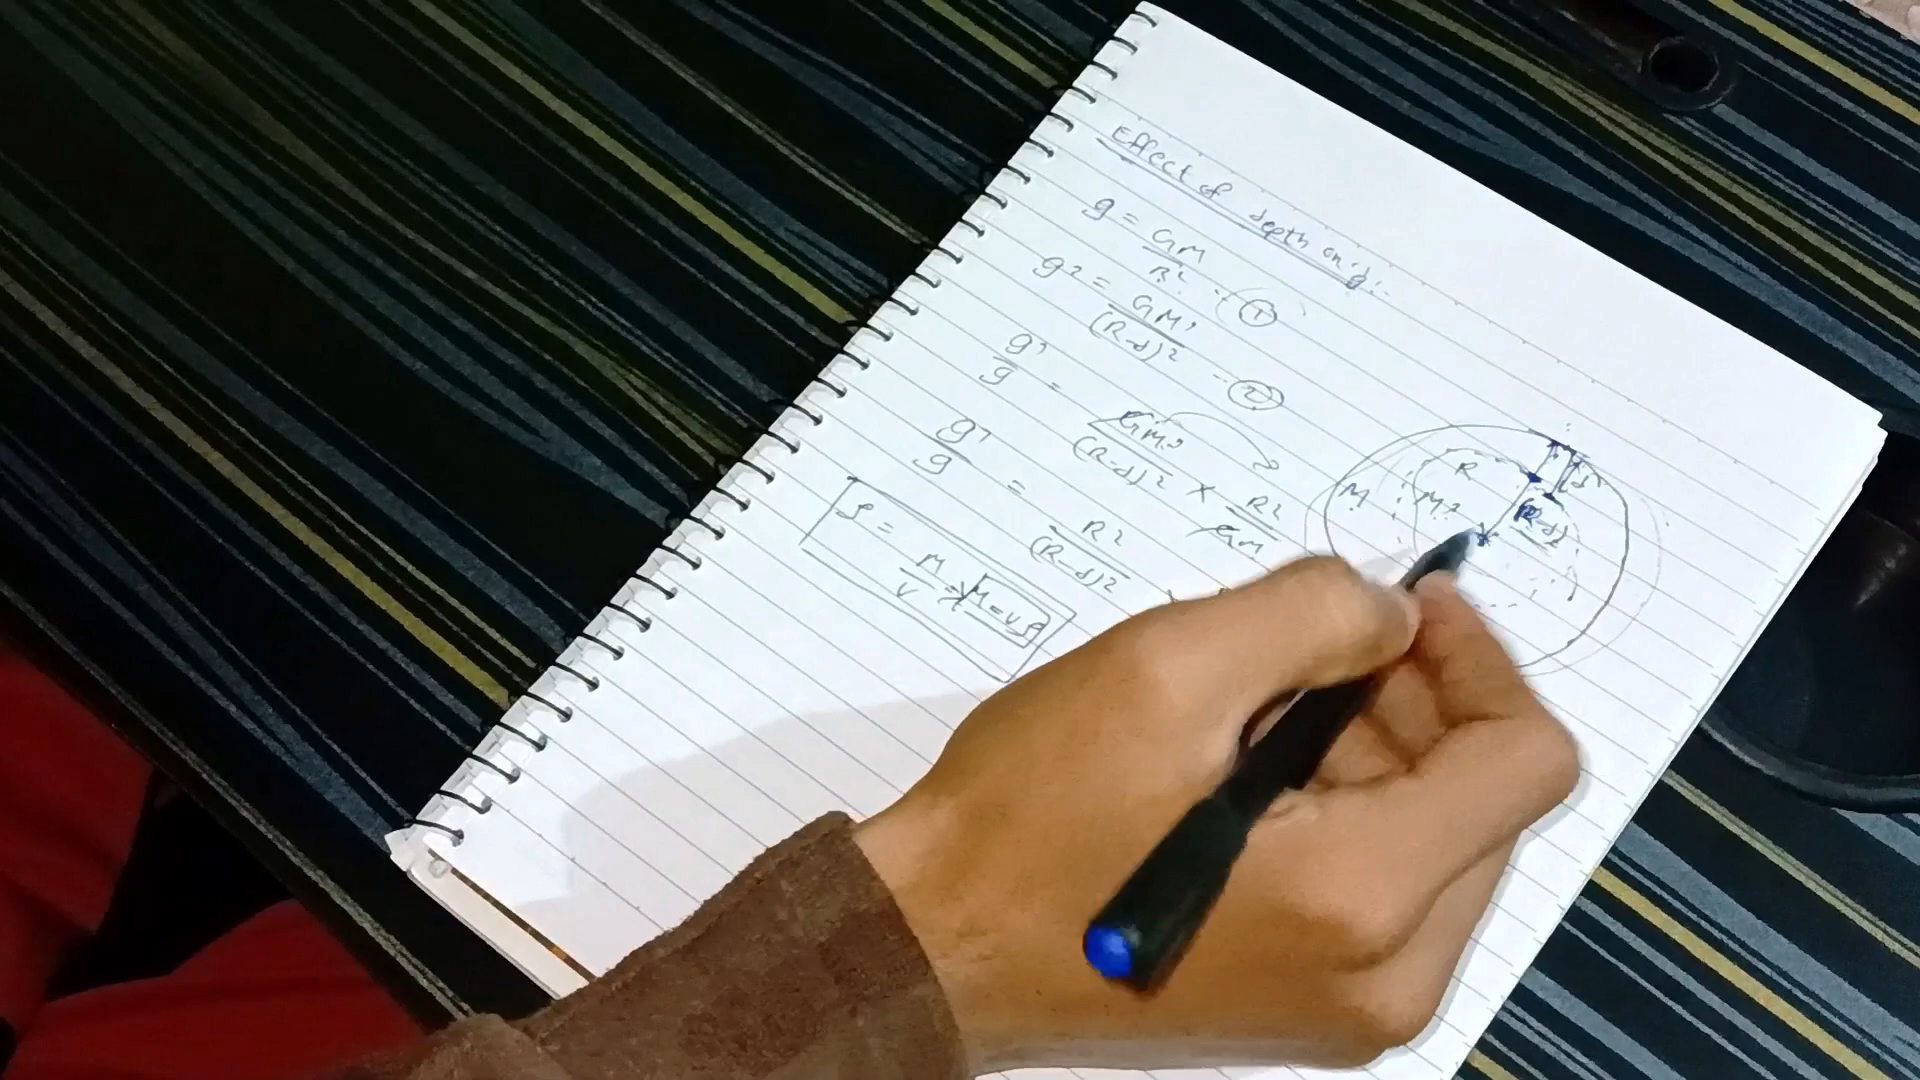 Effect of depth on 'g':-
g = GM/R² - ①
g' = GM'/(R-d)² - ②
g'/g = GM'/(R-d)² × R²/GM
g'/g = R²/(R-d)² ×
ρ = M/V => M = Vρ
M
R
M'
d
(R-d)